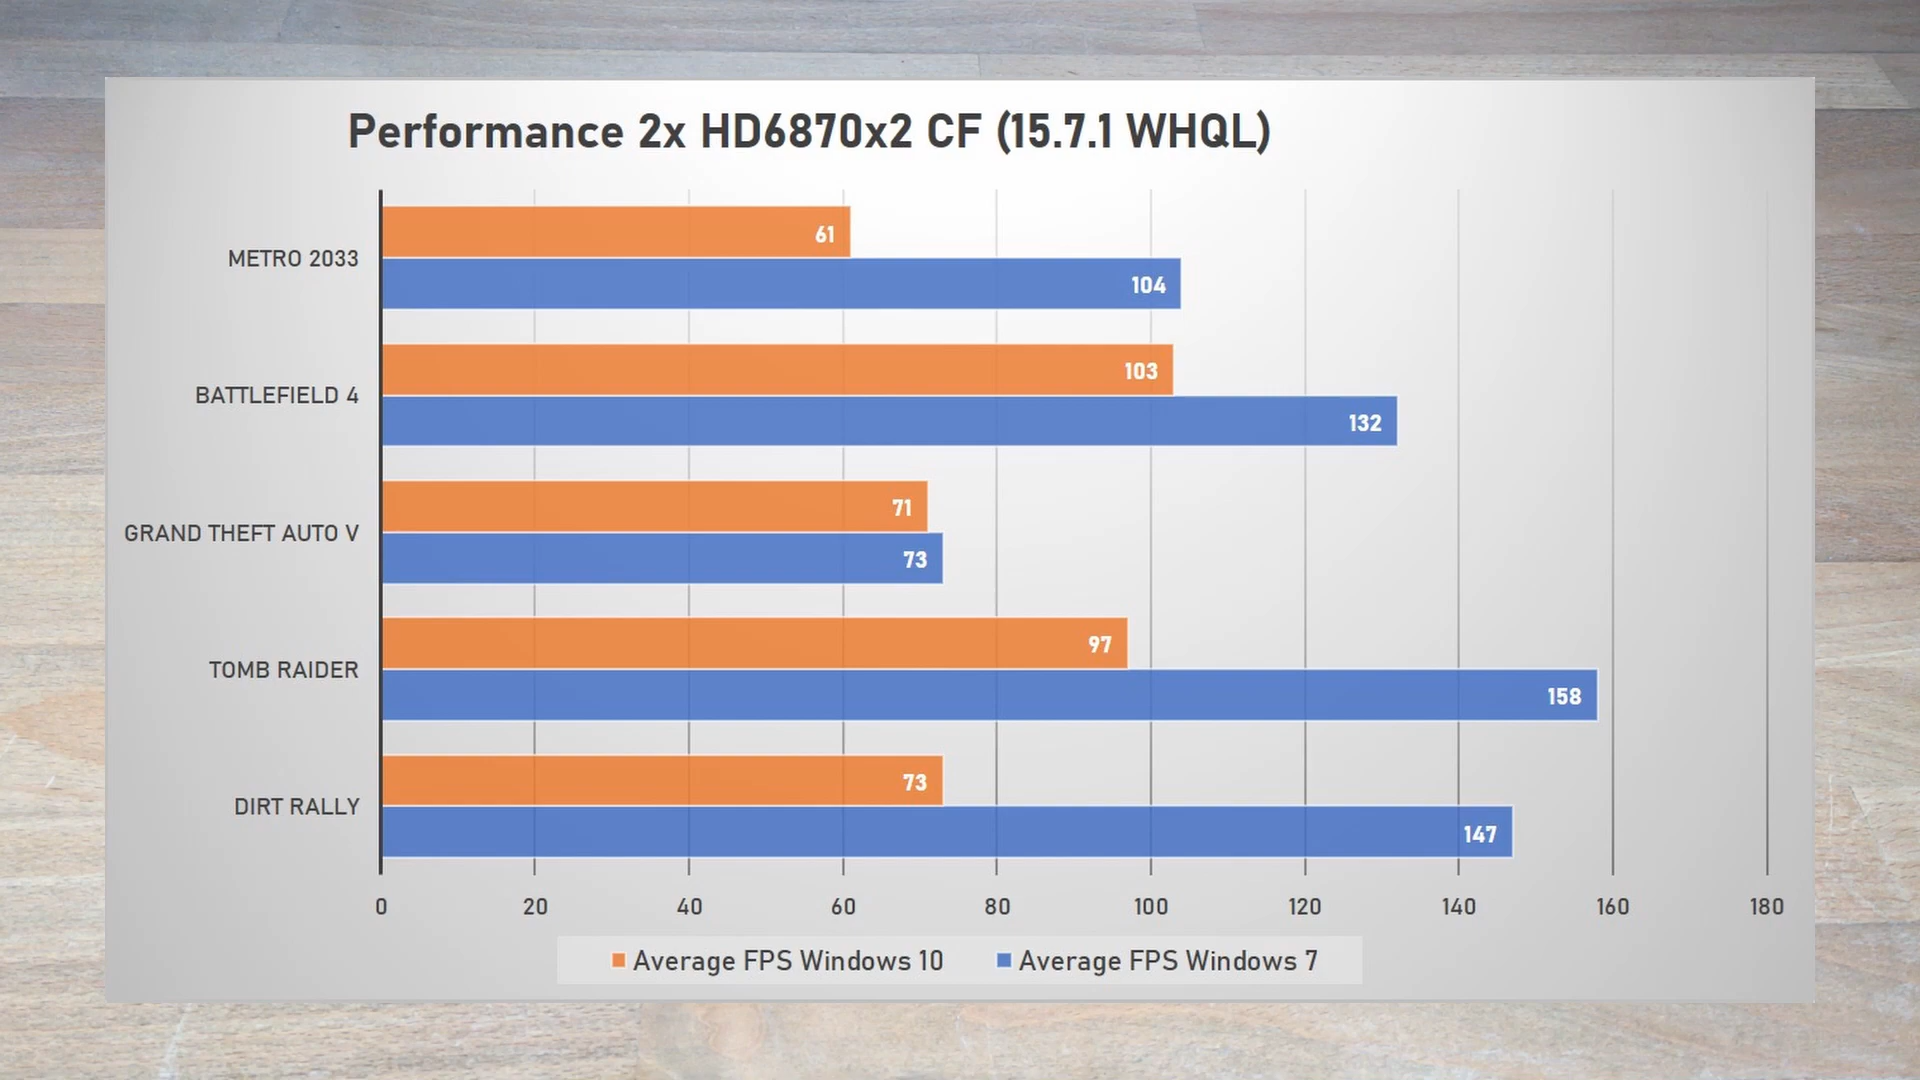 Performance 2x HD6870x2 CF (15.7.1 WHQL)
METRO 2033
61
104
BATTLEFIELD 4
103
132
GRAND THEFT AUTO V
71
73
TOMB RAIDER
97
158
DIRT RALLY
73
147
0 20 40 60 80 100 120 140 160 180
Average FPS Windows 10 Average FPS Windows 7